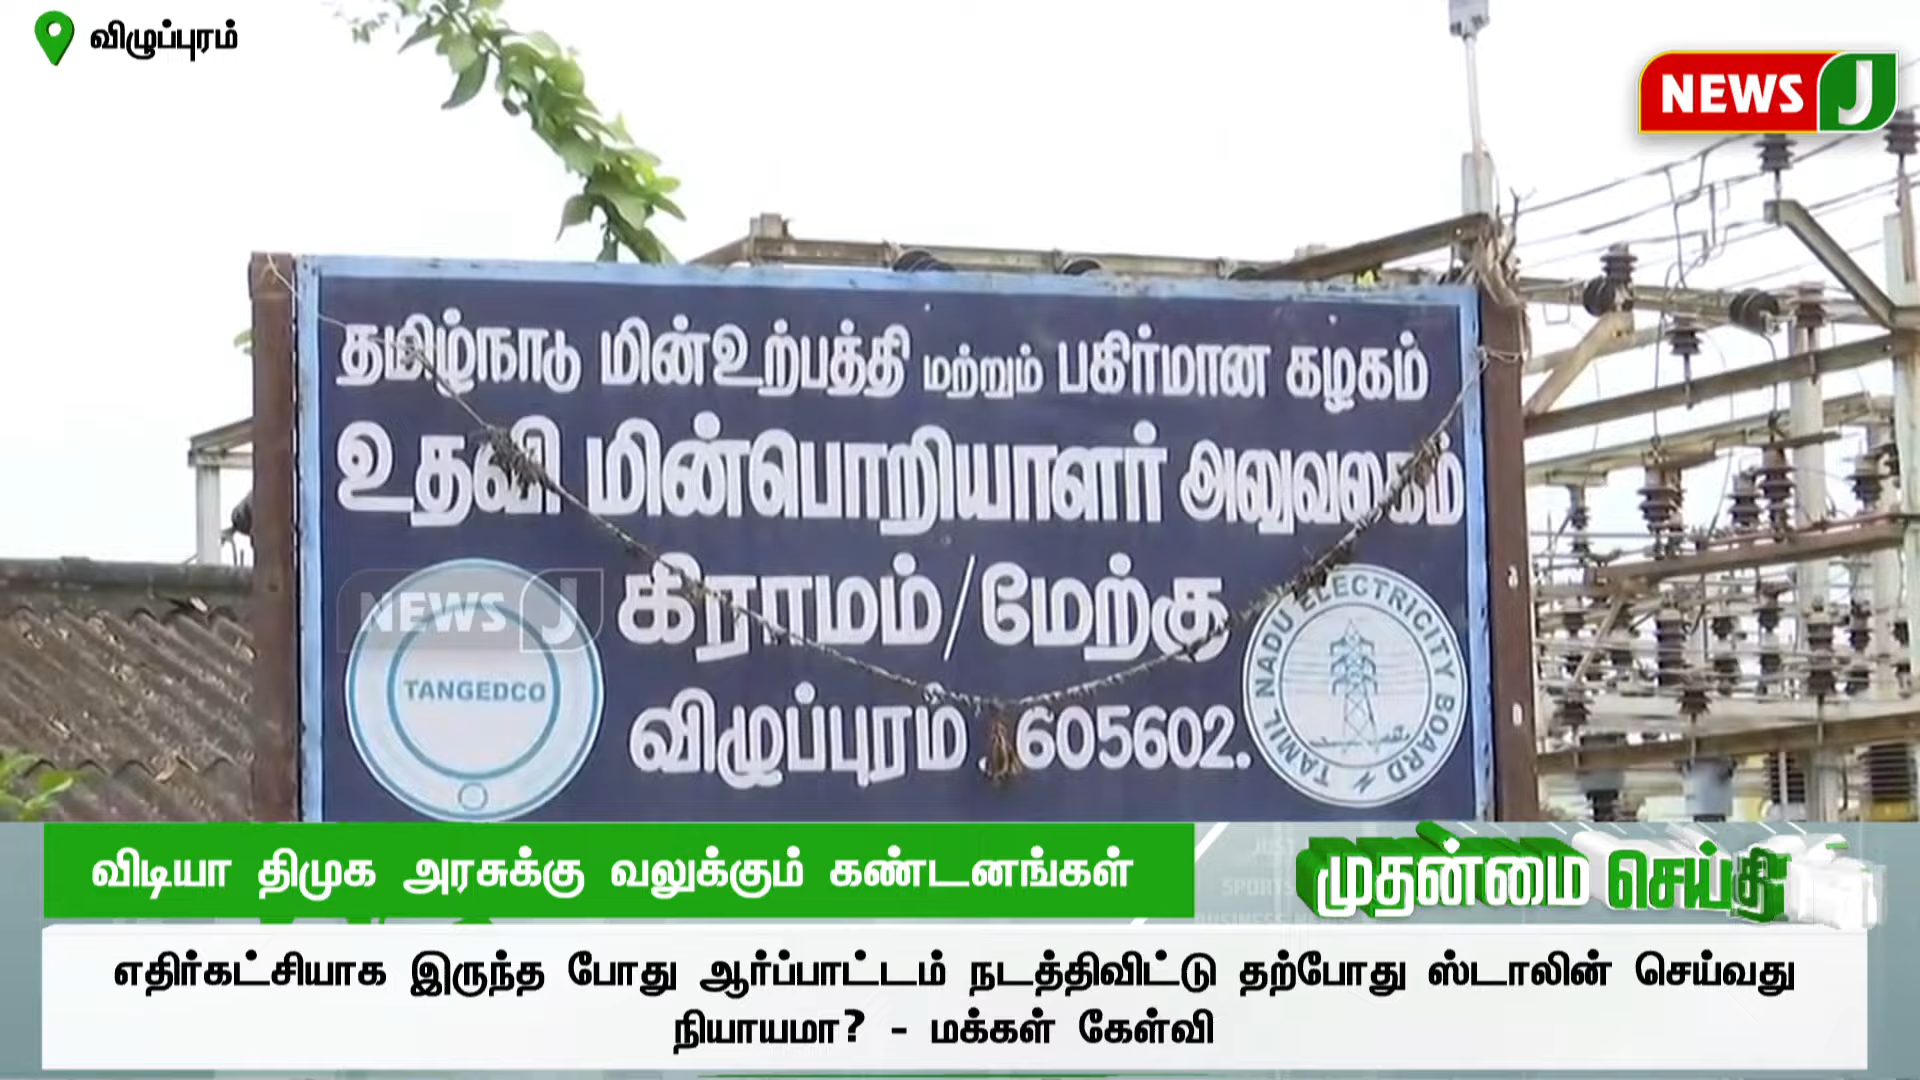 விழுப்புரம்
NEWS J
தமிழ்நாடு மின்உற்பத்தி மற்றும் பகிர்மான கழகம்
உதவி மின்பொறியாளர் அலுவலகம்
கிராமம்/மேற்கு
விழுப்புரம். 605602.
NEWS J
TANGEDCO
TAMIL NADU ELECTRICITY BOARD
விடியா திமுக அரசுக்கு வலுக்கும் கண்டனங்கள்
முதன்மை செய்தி
எதிர்கட்சியாக இருந்த போது ஆர்ப்பாட்டம் நடத்திவிட்டு தற்போது ஸ்டாலின் செய்வது
நியாயமா? - மக்கள் கேள்வி